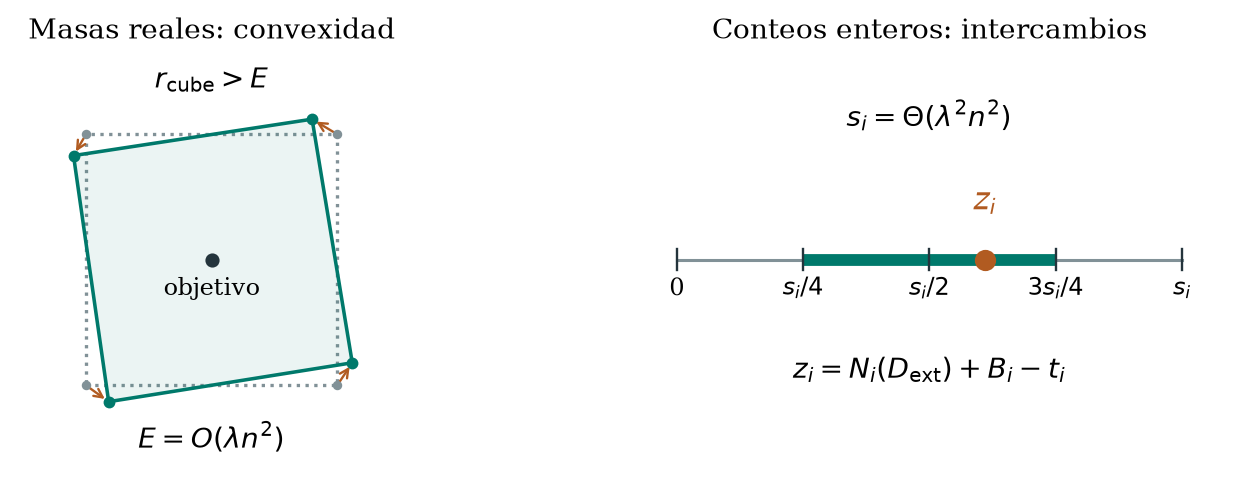 Masas reales: convexidad
r_cube > E
objetivo
E = O(λn²)
Conteos enteros: intercambios
s_i = Θ(λ²n²)
z_i
0 s_i/4 s_i/2 3s_i/4 s_i
z_i = N_i(D_ext) + B_i − t_i